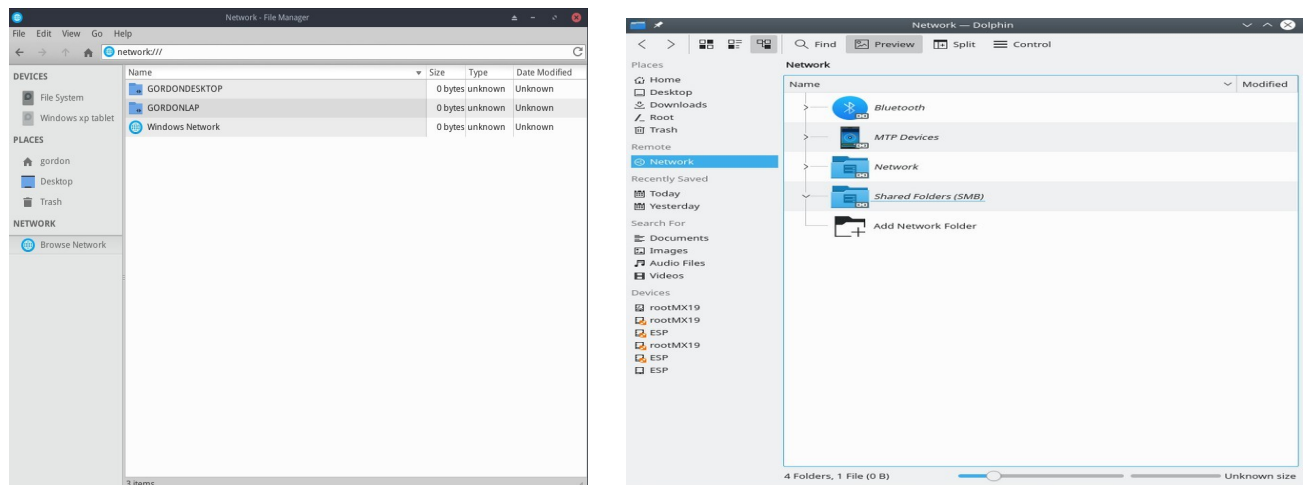 Network - File Manager
File Edit View Go Help
network:///
DEVICES
File System
Windows xp tablet
PLACES
gordon
Desktop
Trash
NETWORK
Browse Network
Name Size Type Date Modified
GORDONDESKTOP 0 bytes unknown Unknown
GORDONLAP 0 bytes unknown Unknown
Windows Network 0 bytes unknown Unknown
3 items
Network — Dolphin
Find Preview Split Control
Places
Home
Desktop
Downloads
Root
Trash
Remote
Network
Recently Saved
Today
Yesterday
Search For
Documents
Images
Audio Files
Videos
Devices
rootMX19
rootMX19
ESP
rootMX19
ESP
ESP
Network
Name Modified
Bluetooth
MTP Devices
Network
Shared Folders (SMB)
Add Network Folder
4 Folders, 1 File (0 B) Unknown size